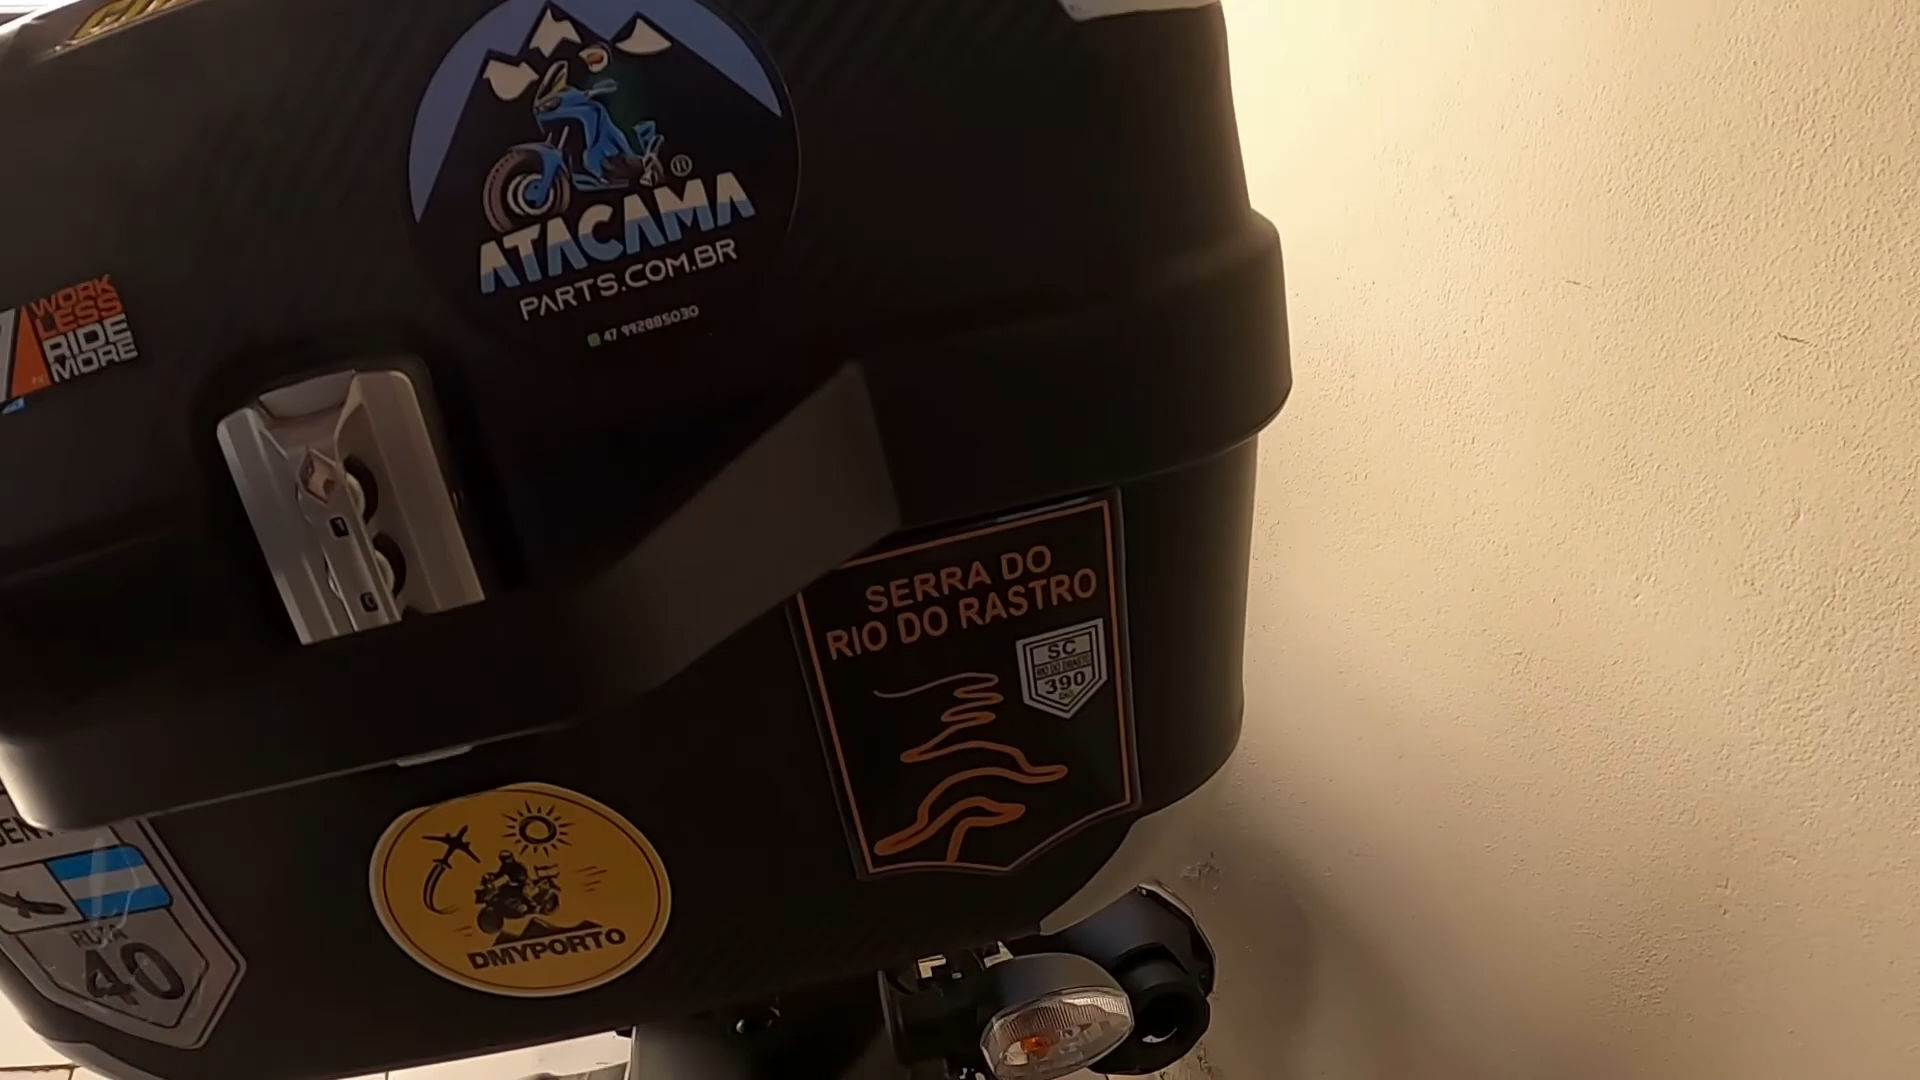 ATACAMA
®
PARTS.COM.BR
47 992885030
WORK
LESS
RIDE
MORE
SERRA DO
RIO DO RASTRO
SC
390
RUTA
40
DMYPORTO